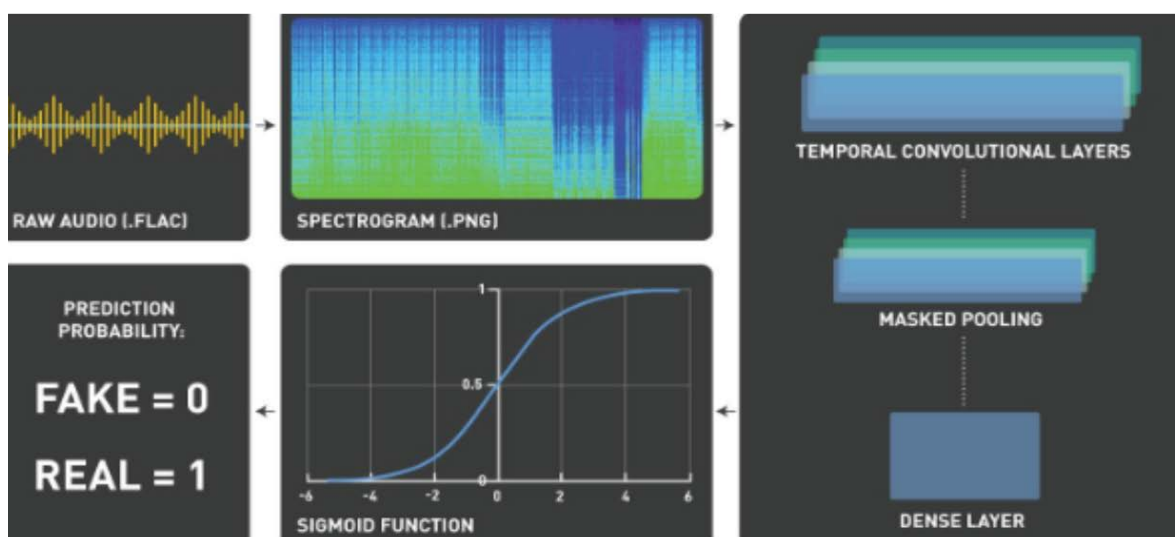 RAW AUDIO (.FLAC)
SPECTROGRAM (.PNG)
TEMPORAL CONVOLUTIONAL LAYERS
MASKED POOLING
DENSE LAYER
1
0.5
0
-6 -4 -2 0 2 4 6
SIGMOID FUNCTION
PREDICTION
PROBABILITY:
FAKE = 0
REAL = 1